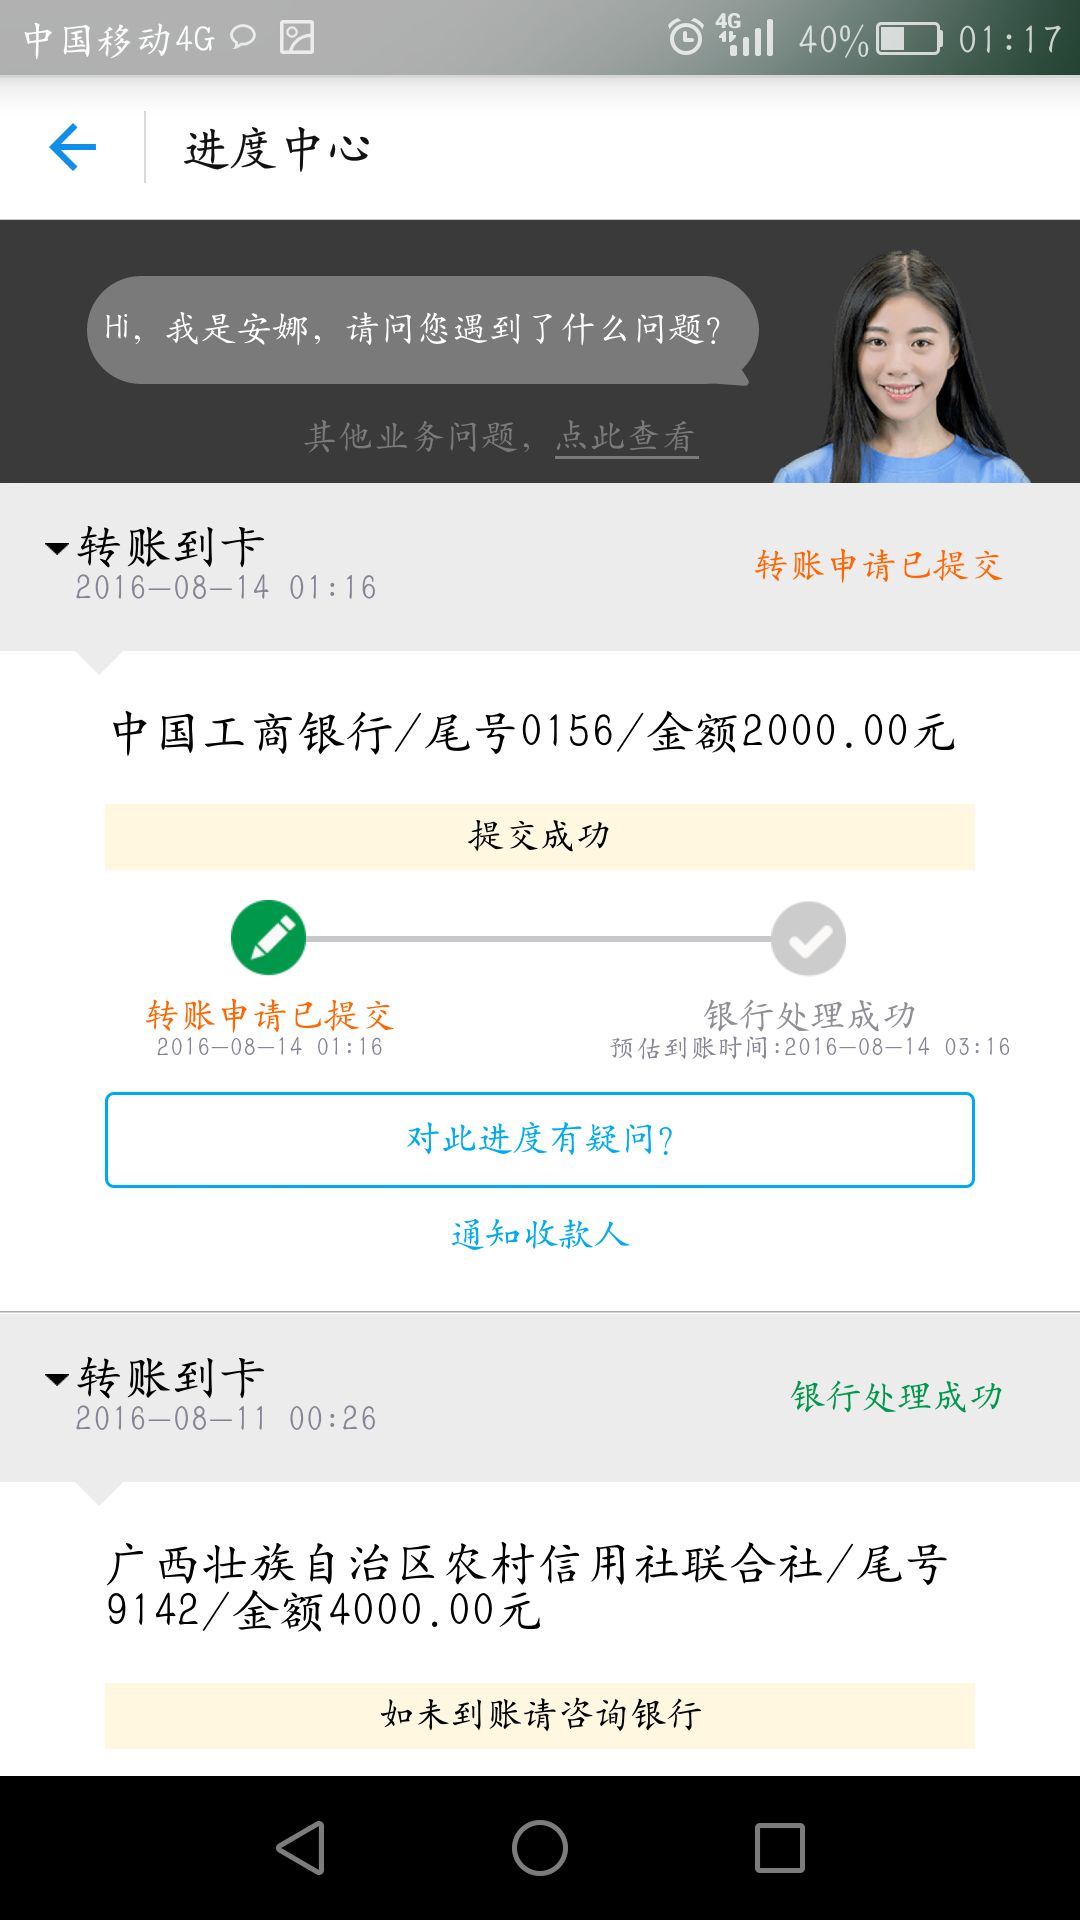 中国移动4G 4G 40% 01:17
进度中心
Hi，我是安娜，请问您遇到了什么问题？
其他业务问题，点此查看
转账到卡
2016-08-14 01:16
转账申请已提交
中国工商银行/尾号0156/金额2000.00元
提交成功
转账申请已提交
2016-08-14 01:16
银行处理成功
预估到账时间:2016-08-14 03:16
对此进度有疑问？
通知收款人
转账到卡
2016-08-11 00:26
银行处理成功
广西壮族自治区农村信用社联合社/尾号
9142/金额4000.00元
如未到账请咨询银行